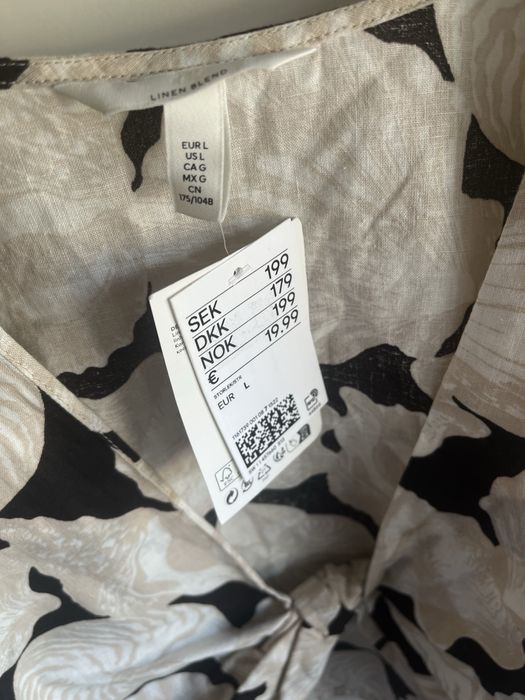 LINEN BLEND
EUR L
US L
CA G
MX G
CN
175/104B
SEK 199
DKK 179
NOK 199
€ 19.99
STORLEK/STR
EUR L